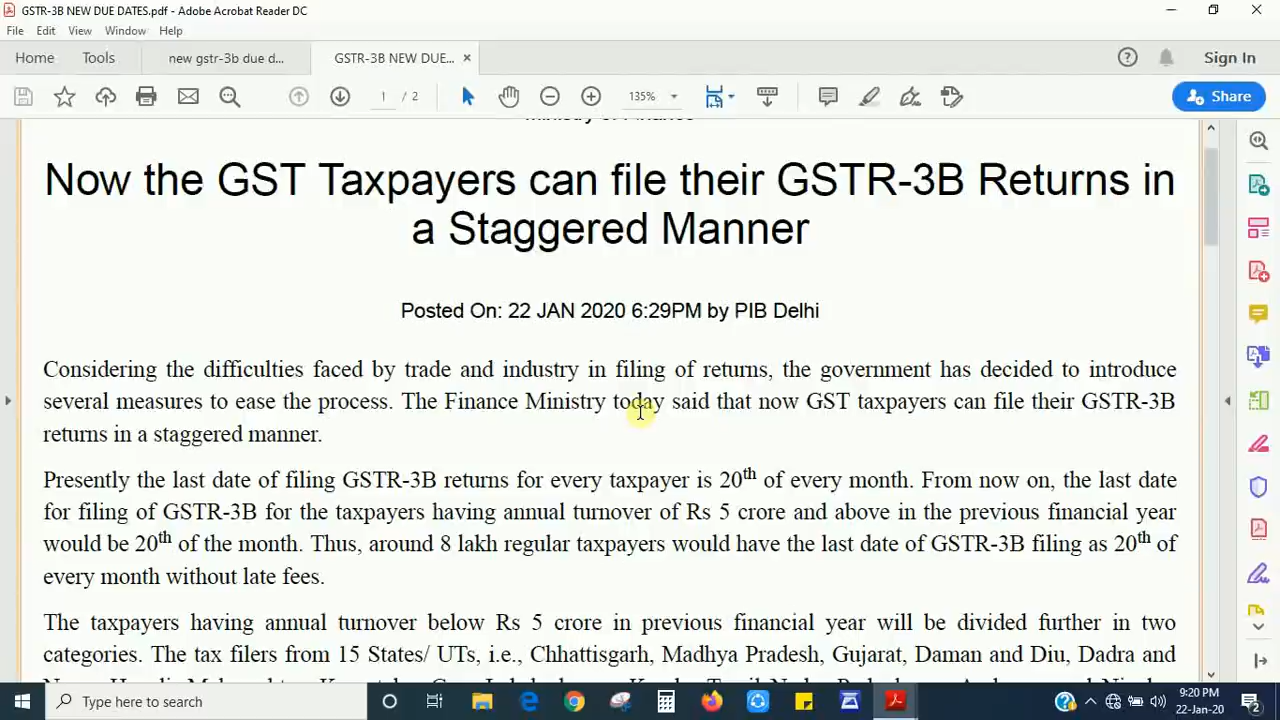 GSTR-3B NEW DUE DATES.pdf - Adobe Acrobat Reader DC
File Edit View Window Help
Home Tools new gstr-3b due d... GSTR-3B NEW DUE... × Sign In
1 / 2 135% Share
Ministry of Finance
Now the GST Taxpayers can file their GSTR-3B Returns in
a Staggered Manner
Posted On: 22 JAN 2020 6:29PM by PIB Delhi
Considering the difficulties faced by trade and industry in filing of returns, the government has decided to introduce
several measures to ease the process. The Finance Ministry today said that now GST taxpayers can file their GSTR-3B
returns in a staggered manner.
Presently the last date of filing GSTR-3B returns for every taxpayer is 20th of every month. From now on, the last date
for filing of GSTR-3B for the taxpayers having annual turnover of Rs 5 crore and above in the previous financial year
would be 20th of the month. Thus, around 8 lakh regular taxpayers would have the last date of GSTR-3B filing as 20th of
every month without late fees.
The taxpayers having annual turnover below Rs 5 crore in previous financial year will be divided further in two
categories. The tax filers from 15 States/ UTs, i.e., Chhattisgarh, Madhya Pradesh, Gujarat, Daman and Diu, Dadra and
Type here to search
9:20 PM
22-Jan-20
2